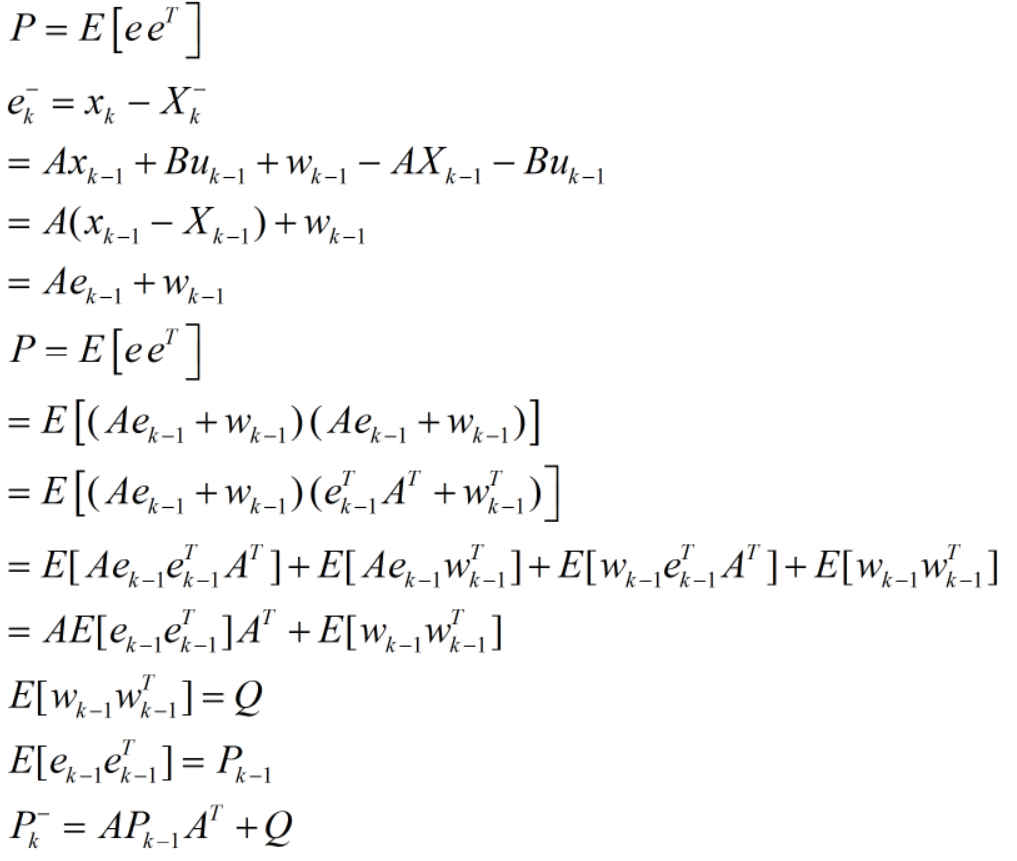 P = E[ee^T]
e_k^- = x_k − X_k^-
= Ax_{k−1} + Bu_{k−1} + w_{k−1} − AX_{k−1} − Bu_{k−1}
= A(x_{k−1} − X_{k−1}) + w_{k−1}
= Ae_{k−1} + w_{k−1}
P = E[ee^T]
= E[(Ae_{k−1} + w_{k−1})(Ae_{k−1} + w_{k−1})]
= E[(Ae_{k−1} + w_{k−1})(e_{k−1}^T A^T + w_{k−1}^T)]
= E[Ae_{k−1}e_{k−1}^T A^T] + E[Ae_{k−1}w_{k−1}^T] + E[w_{k−1}e_{k−1}^T A^T] + E[w_{k−1}w_{k−1}^T]
= AE[e_{k−1}e_{k−1}^T]A^T + E[w_{k−1}w_{k−1}^T]
E[w_{k−1}w_{k−1}^T] = Q
E[e_{k−1}e_{k−1}^T] = P_{k−1}
P_k^- = AP_{k−1}A^T + Q